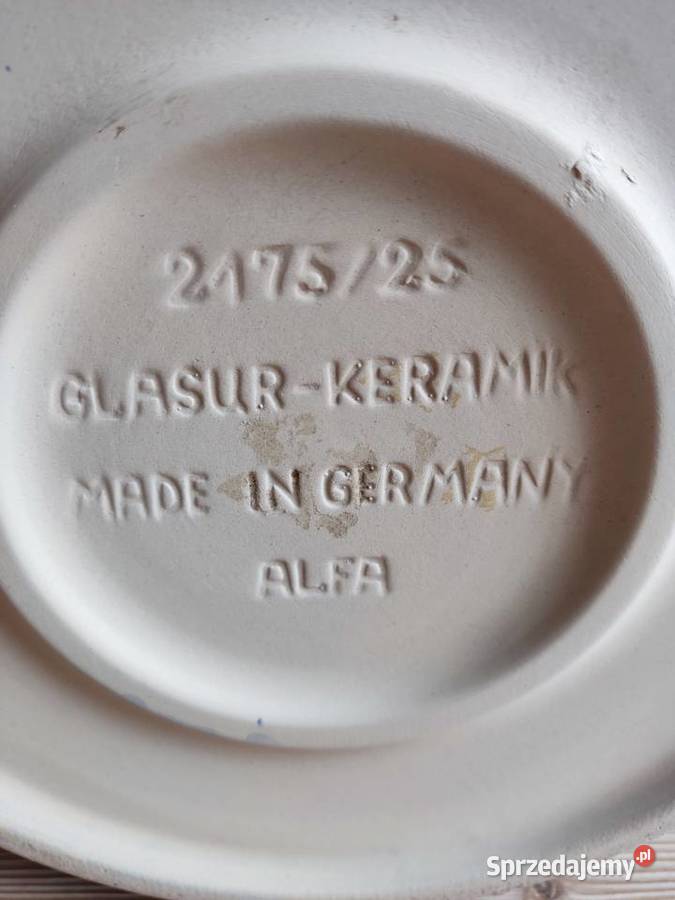 2175/25
GLASUR-KERAMIK
MADE IN GERMANY
ALFA
Sprzedajemy.pl